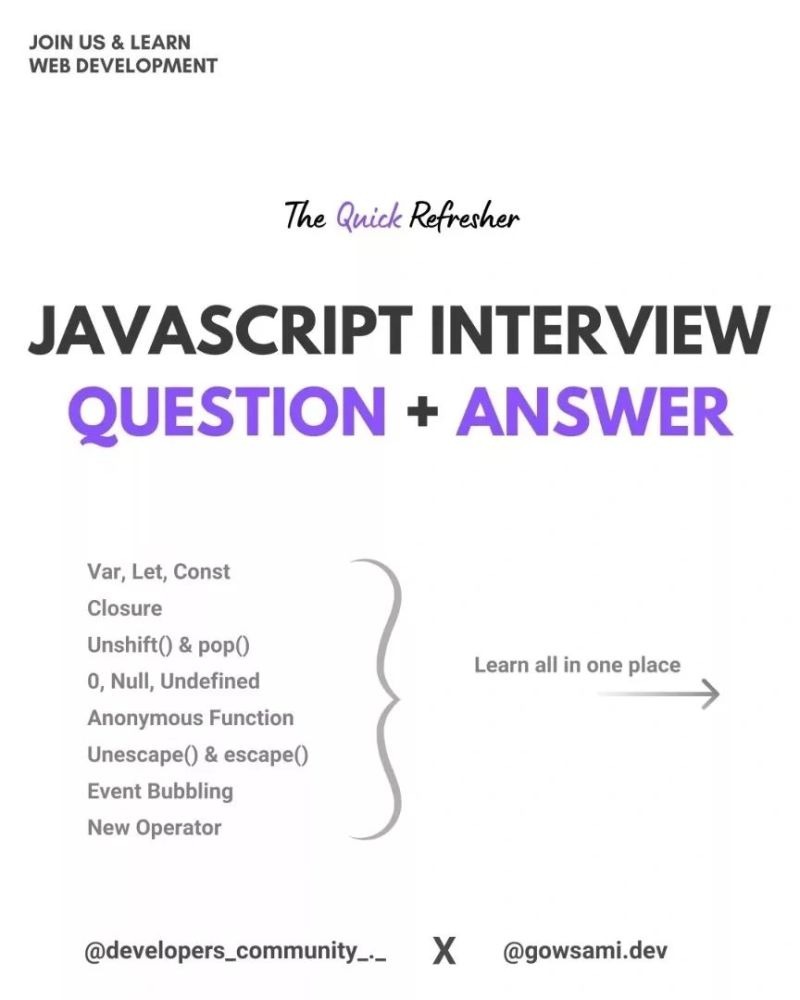 JOIN US & LEARN
WEB DEVELOPMENT
The Quick Refresher
JAVASCRIPT INTERVIEW
QUESTION + ANSWER
Var, Let, Const
Closure
Unshift() & pop()
0, Null, Undefined
Anonymous Function
Unescape() & escape()
Event Bubbling
New Operator
Learn all in one place
@developers_community_._ X @gowsami.dev